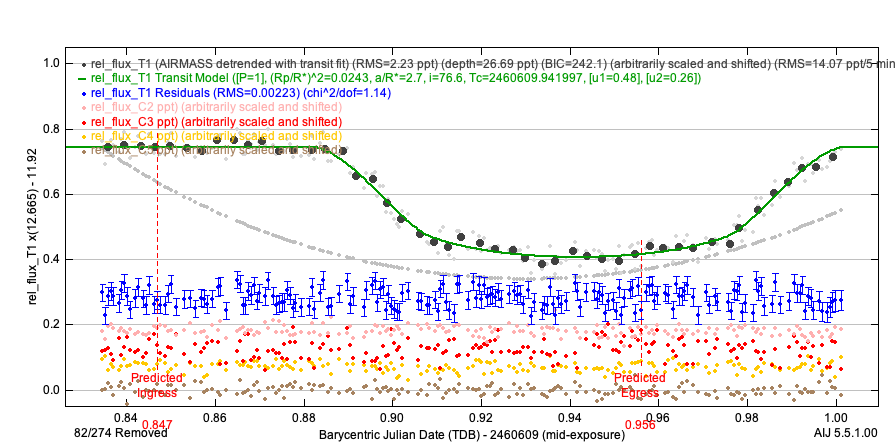 rel_flux_T1 (AIRMASS detrended with transit fit) (RMS=2.23 ppt) (depth=26.69 ppt) (BIC=242.1) (arbitrarily scaled and shifted) (RMS=14.07 ppt/5-min
rel_flux_T1 Transit Model ([P=1], (Rp/R*)^2=0.0243, a/R*=2.7, i=76.6, Tc=2460609.941997, [u1=0.48], [u2=0.26])
rel_flux_T1 Residuals (RMS=0.00223) (chi^2/dof=1.14)
rel_flux_C2 ppt) (arbitrarily scaled and shifted)
rel_flux_C3 ppt) (arbitrarily scaled and shifted)
rel_flux_C4 ppt) (arbitrarily scaled and shifted)
rel_flux_C5 ppt) (arbitrarily scaled and shifted)
1.0
0.8
0.6
0.4
0.2
0.0
rel_flux_T1 x(12.665) - 11.92
Predicted
Ingress
Predicted
Egress
0.84
0.86
0.88
0.90
0.92
0.94
0.96
0.98
1.00
0.847
0.956
82/274 Removed
Barycentric Julian Date (TDB) - 2460609 (mid-exposure)
AIJ 5.5.1.00